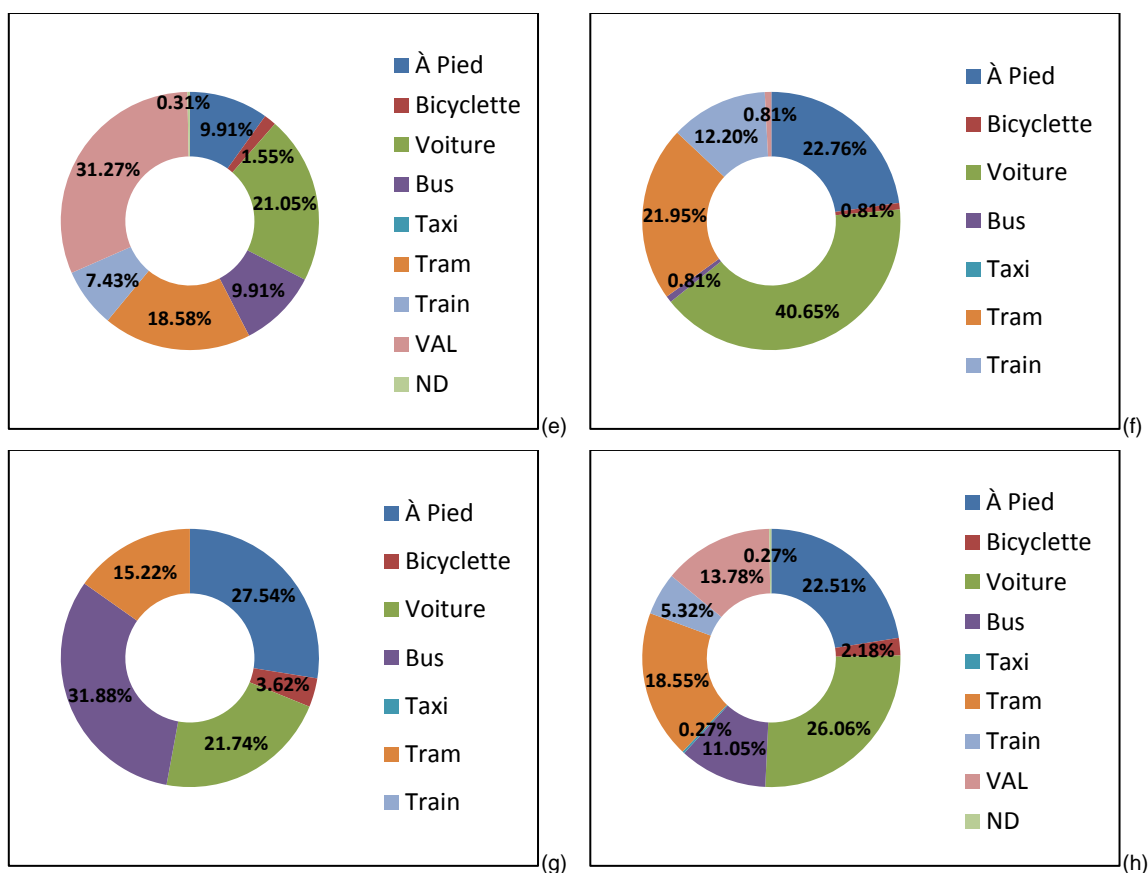 0.31%
9.91%
1.55%
21.05%
9.91%
18.58%
7.43%
31.27%
À Pied
Bicyclette
Voiture
Bus
Taxi
Tram
Train
VAL
ND
(e)
0.81%
22.76%
0.81%
40.65%
0.81%
21.95%
12.20%
À Pied
Bicyclette
Voiture
Bus
Taxi
Tram
Train
(f)
27.54%
3.62%
21.74%
31.88%
15.22%
À Pied
Bicyclette
Voiture
Bus
Taxi
Tram
Train
(g)
0.27%
22.51%
2.18%
26.06%
11.05%
0.27%
18.55%
5.32%
13.78%
À Pied
Bicyclette
Voiture
Bus
Taxi
Tram
Train
VAL
ND
(h)